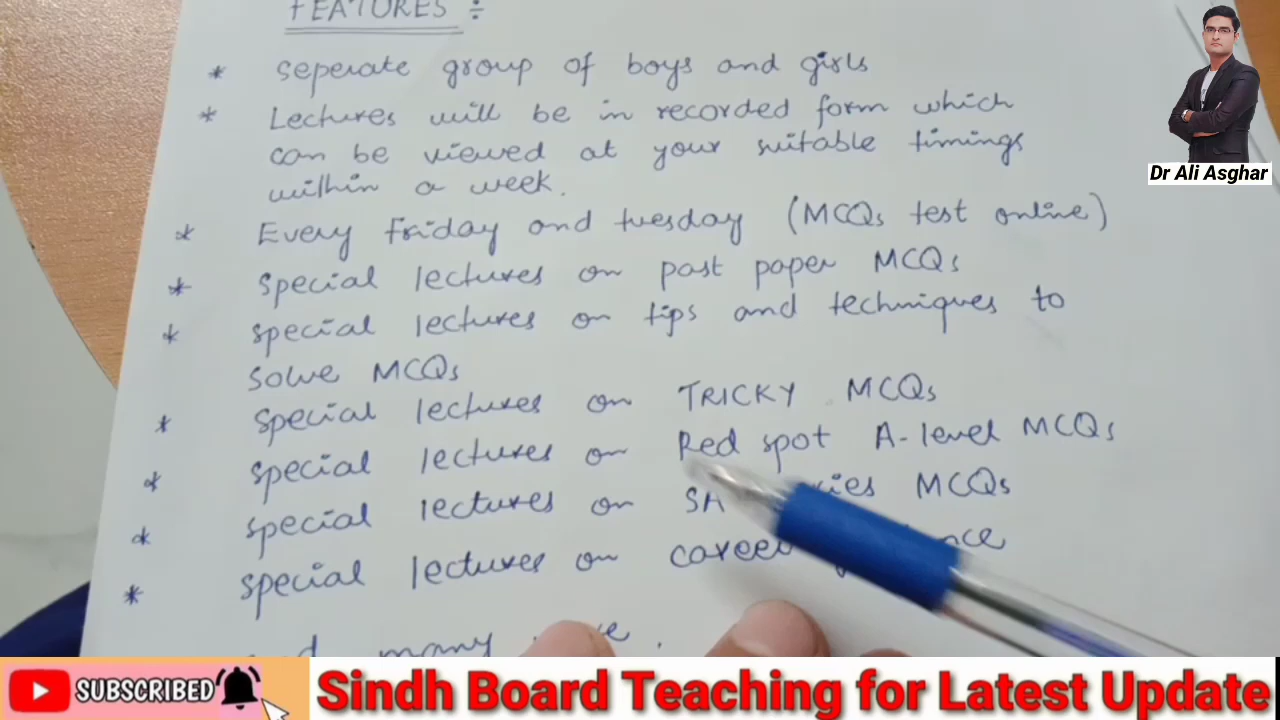 FEATURES :
* seperate group of boys and girls
* Lectures will be in recorded form which
can be viewed at your suitable timings
within a week.
* Every Friday and tuesday (MCQs test online)
* special lectures on past paper MCQs
* special lectures on tips and techniques to
solve MCQs
* special lectures on TRICKY MCQs
* special lectures on Red spot A-level MCQs
* special lectures on MCQs
* special lectures on
many
Dr Ali Asghar
SUBSCRIBED
Sindh Board Teaching for Latest Update